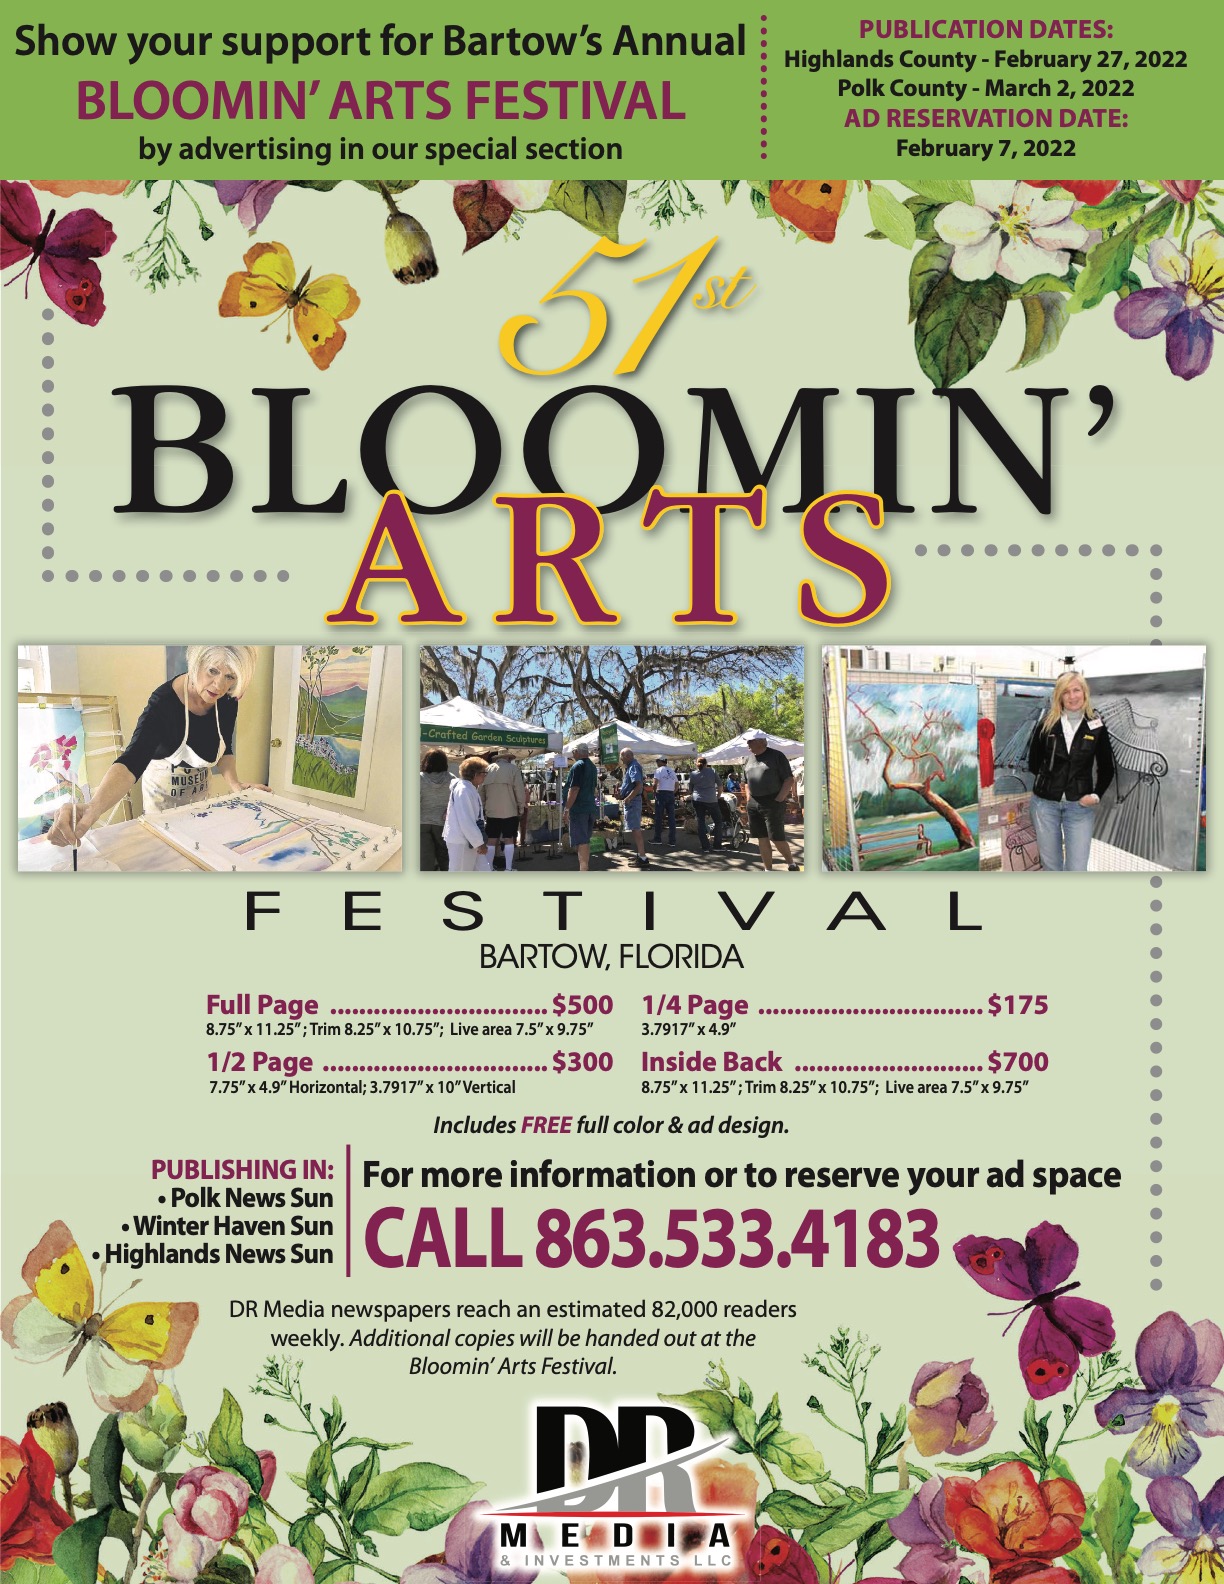 Show your support for Bartow's Annual
BLOOMIN' ARTS FESTIVAL
by advertising in our special section
PUBLICATION DATES:
Highlands County - February 27, 2022
Polk County - March 2, 2022
AD RESERVATION DATE:
February 7, 2022
51st
BLOOMIN'
ARTS
MUSEUM
OF AR
-Crafted Garden Sculptures
FESTIVAL
BARTOW, FLORIDA
Full Page .............................. $500
8.75" x 11.25" ; Trim 8.25" x 10.75"; Live area 7.5" x 9.75"
1/2 Page ............................... $300
7.75" x 4.9" Horizontal; 3.7917" x 10" Vertical
1/4 Page ............................... $175
3.7917" x 4.9"
Inside Back .......................... $700
8.75" x 11.25" ; Trim 8.25" x 10.75"; Live area 7.5" x 9.75"
Includes FREE full color & ad design.
PUBLISHING IN:
• Polk News Sun
• Winter Haven Sun
• Highlands News Sun
For more information or to reserve your ad space
CALL 863.533.4183
DR Media newspapers reach an estimated 82,000 readers
weekly. Additional copies will be handed out at the
Bloomin' Arts Festival.
DR
MEDIA
& INVESTMENTS LLC